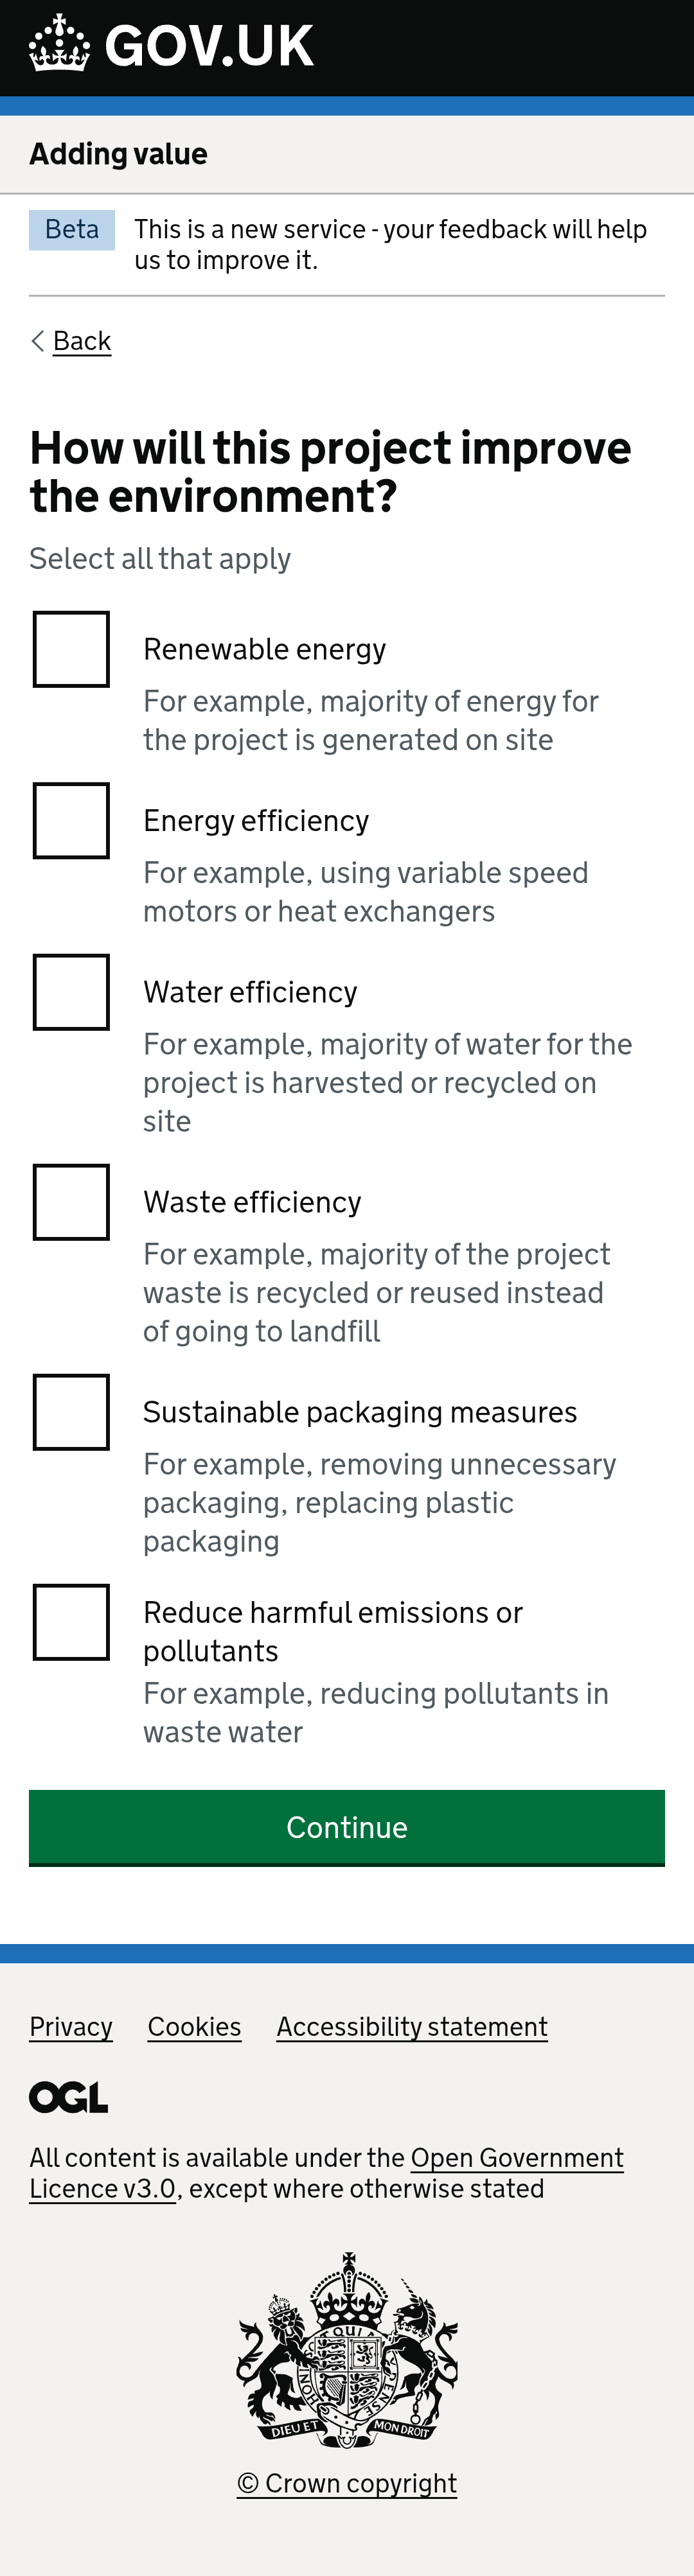 GOV.UK
Adding value
Beta
This is a new service - your feedback will help
us to improve it.
Back
How will this project improve
the environment?
Select all that apply
Renewable energy
For example, majority of energy for
the project is generated on site
Energy efficiency
For example, using variable speed
motors or heat exchangers
Water efficiency
For example, majority of water for the
project is harvested or recycled on
site
Waste efficiency
For example, majority of the project
waste is recycled or reused instead
of going to landfill
Sustainable packaging measures
For example, removing unnecessary
packaging, replacing plastic
packaging
Reduce harmful emissions or
pollutants
For example, reducing pollutants in
waste water
Continue
Privacy Cookies Accessibility statement
OGL
All content is available under the Open Government
Licence v3.0, except where otherwise stated
QUI
HONI
PENSE
DIEU ET MON DROIT
© Crown copyright